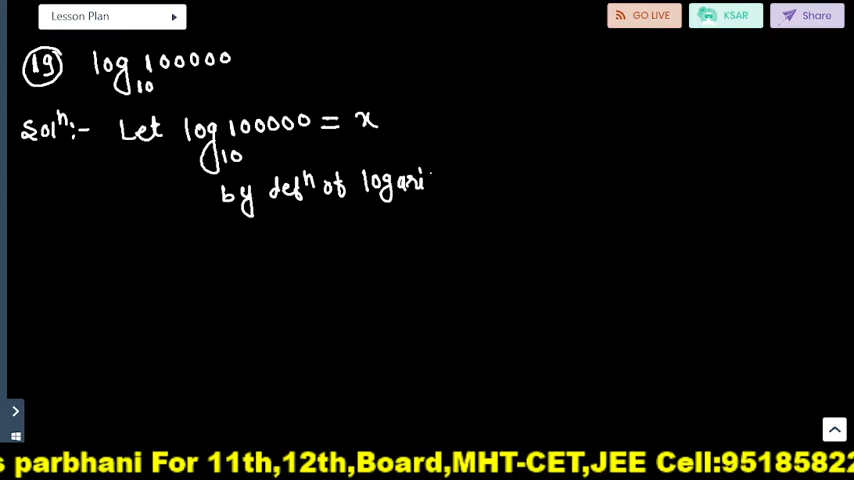 Lesson Plan
GO LIVE
KSAR
Share
19 log₁₀ 100000
Solⁿ:- Let log₁₀ 100000 = x
by defⁿ of logari
s parbhani For 11th,12th,Board,MHT-CET,JEE Cell:95185822